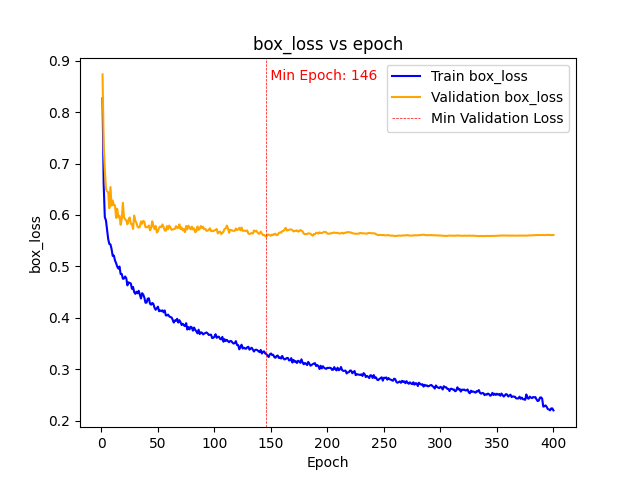 box_loss vs epoch
Min Epoch: 146
Train box_loss
Validation box_loss
Min Validation Loss
box_loss
0.9
0.8
0.7
0.6
0.5
0.4
0.3
0.2
0
50
100
150
200
250
300
350
400
Epoch